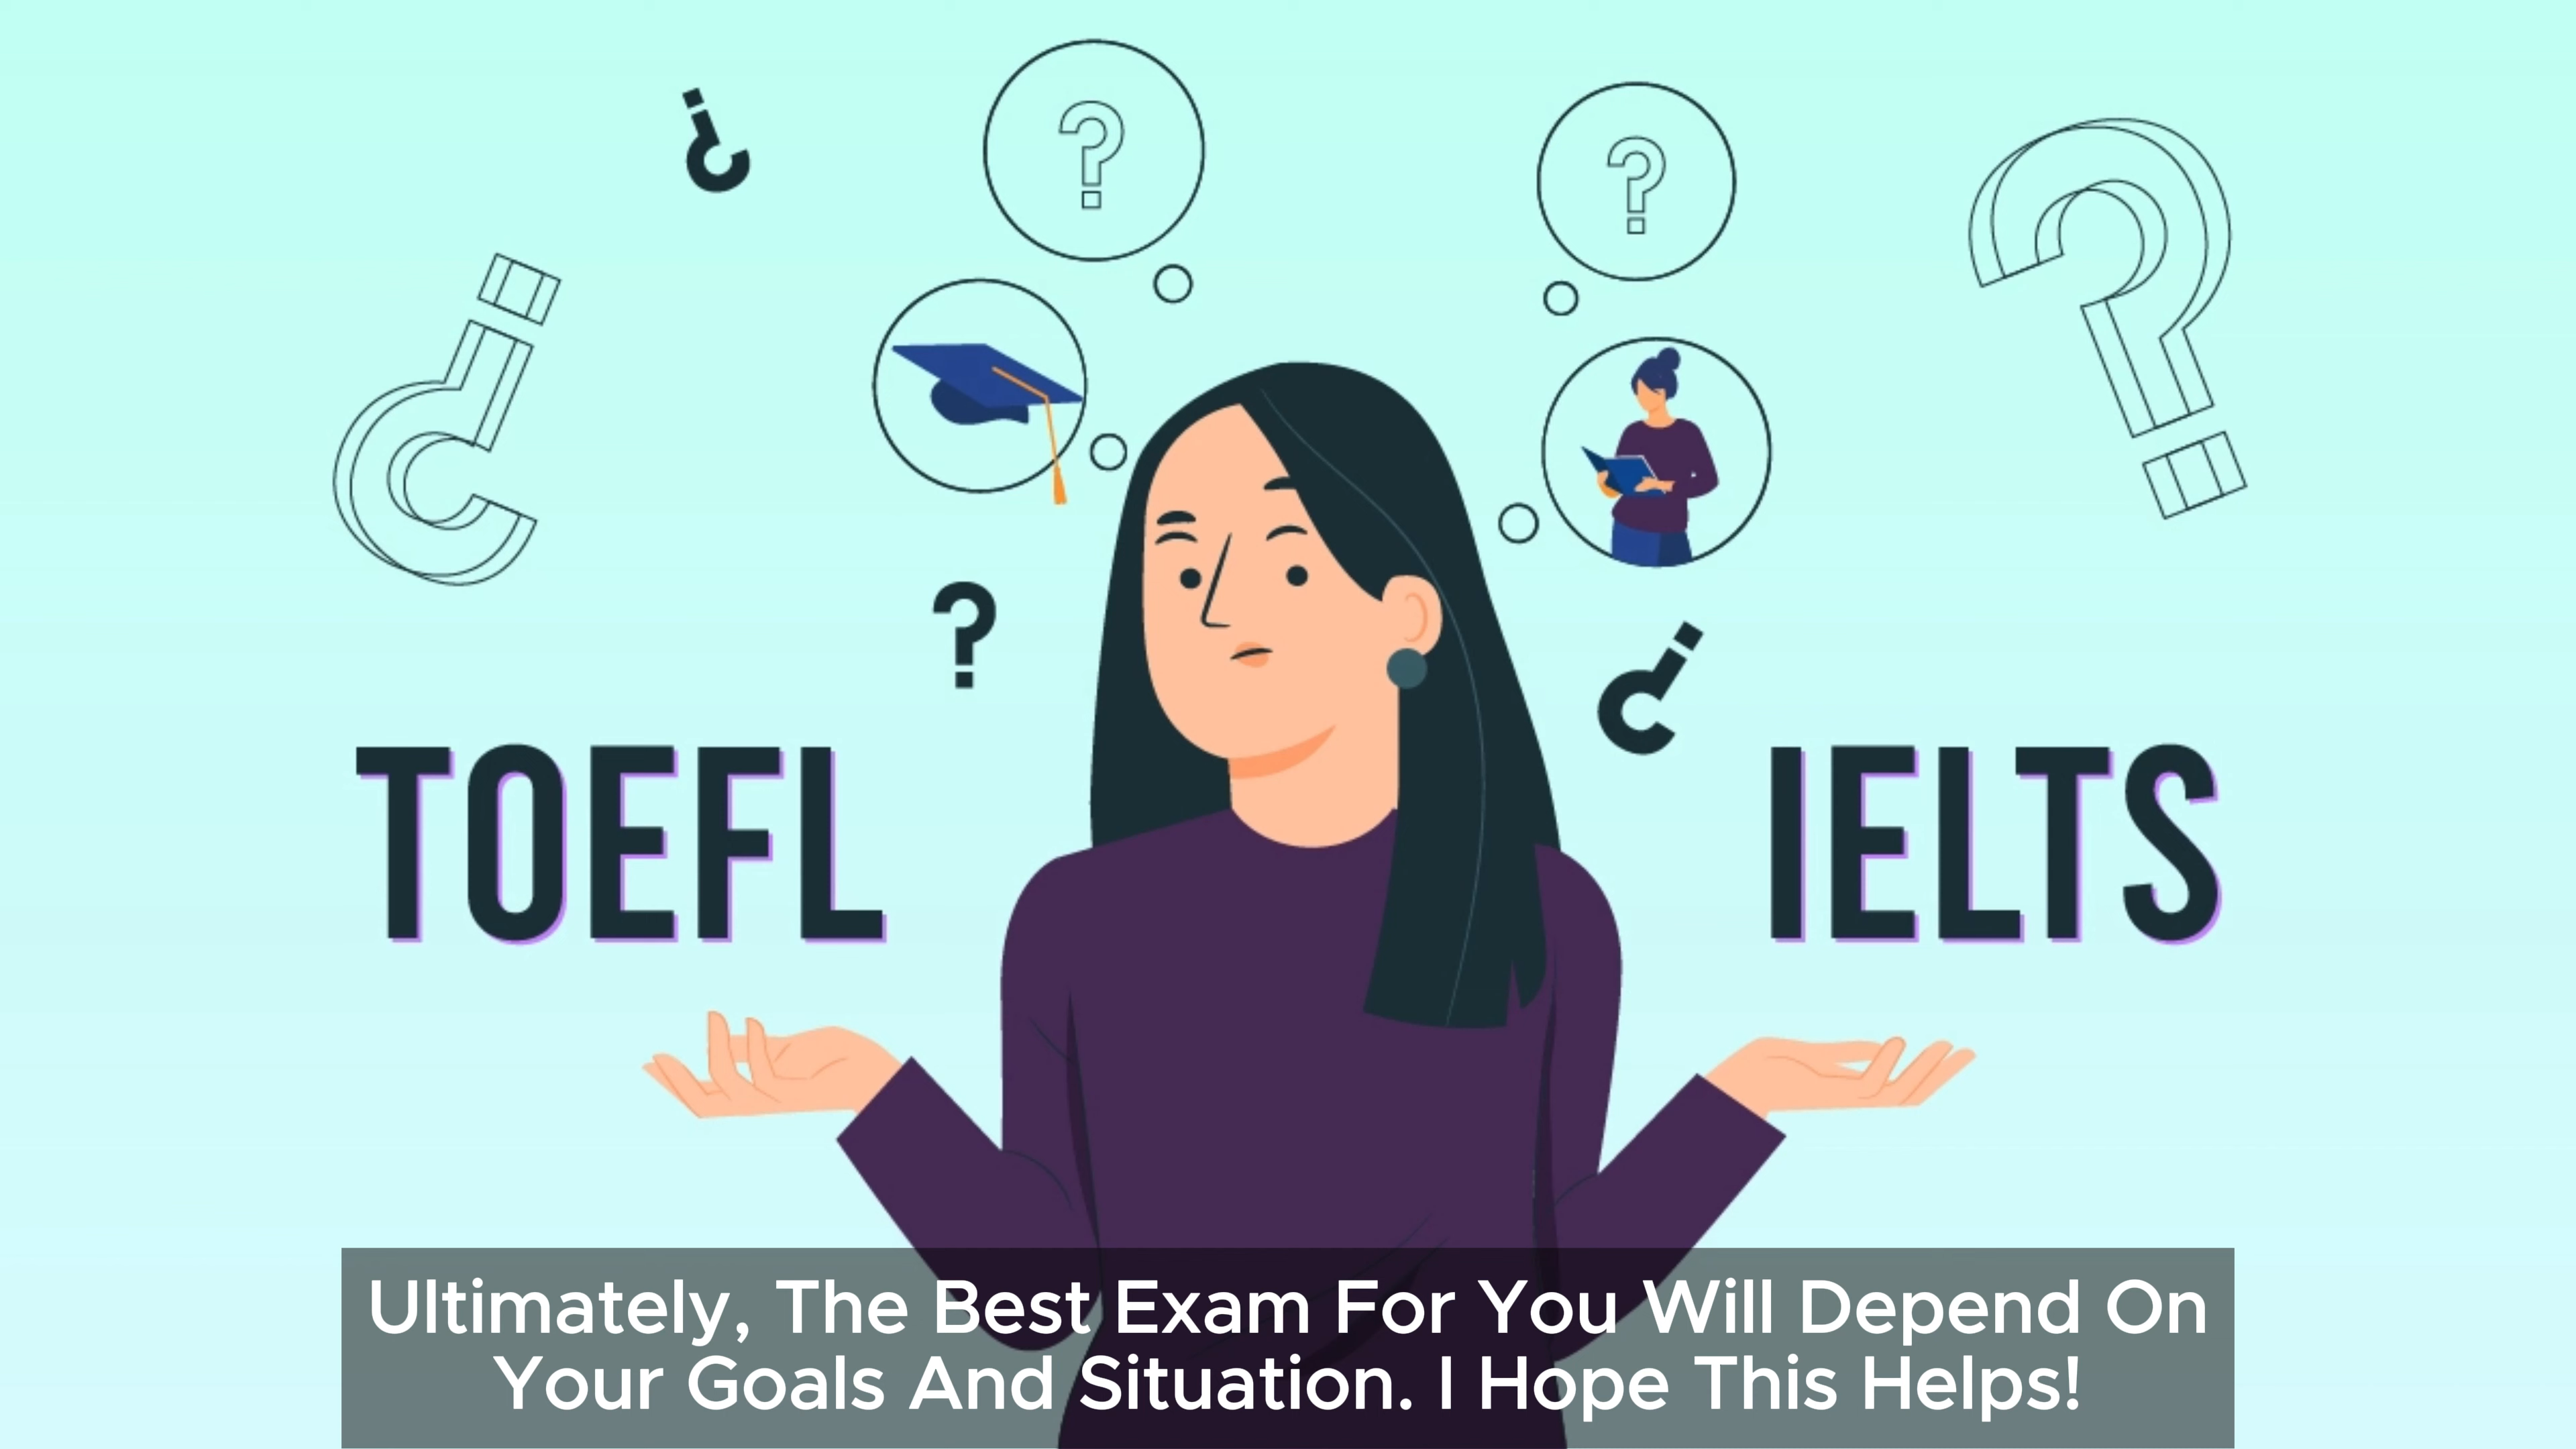 TOEFL
IELTS
Ultimately, The Best Exam For You Will Depend On
Your Goals And Situation. I Hope This Helps!